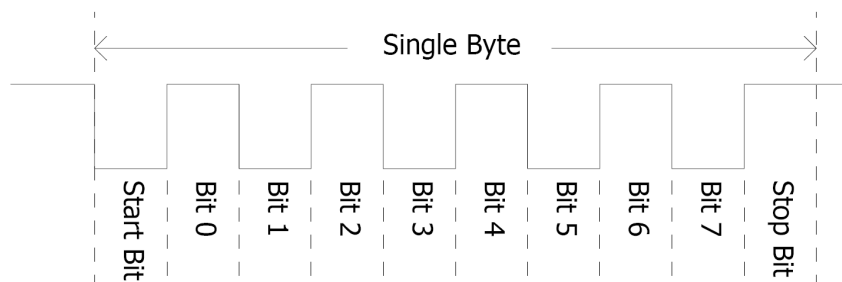 Single Byte
Start Bit
Bit 0
Bit 1
Bit 2
Bit 3
Bit 4
Bit 5
Bit 6
Bit 7
Stop Bit